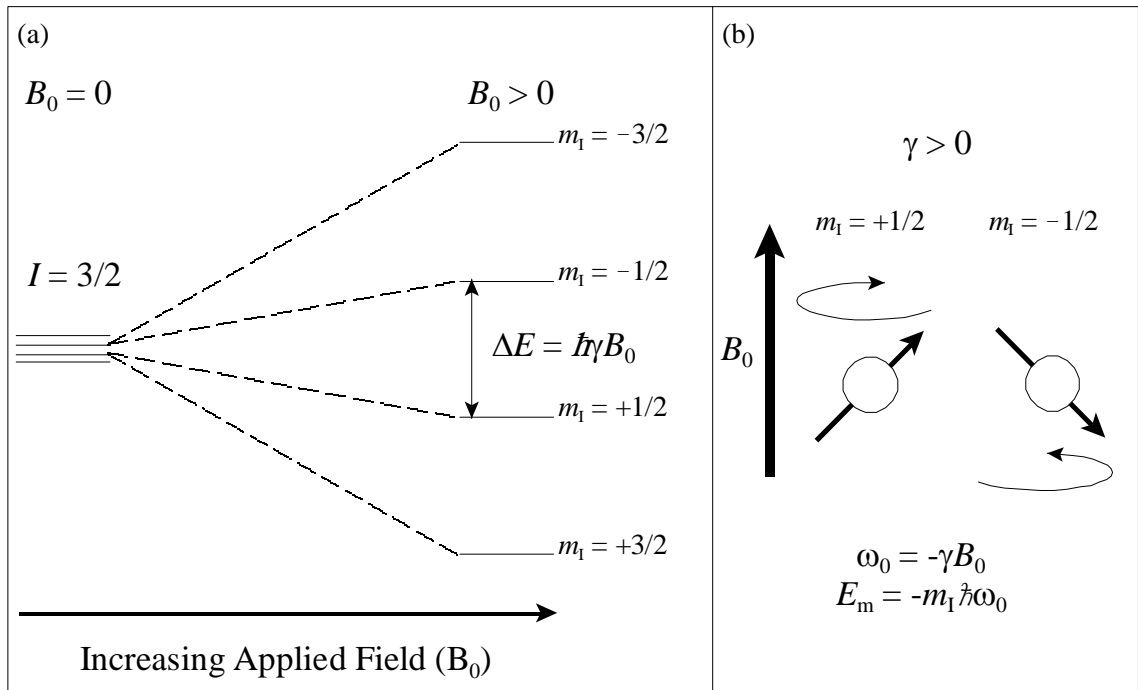 (a)
B₀ = 0
B₀ > 0
mI = -3/2
I = 3/2
mI = -1/2
ΔE = ℏγB₀
mI = +1/2
mI = +3/2
Increasing Applied Field (B₀)
(b)
γ > 0
mI = +1/2
mI = -1/2
B₀
ω₀ = -γB₀
Em = -mIℏω₀